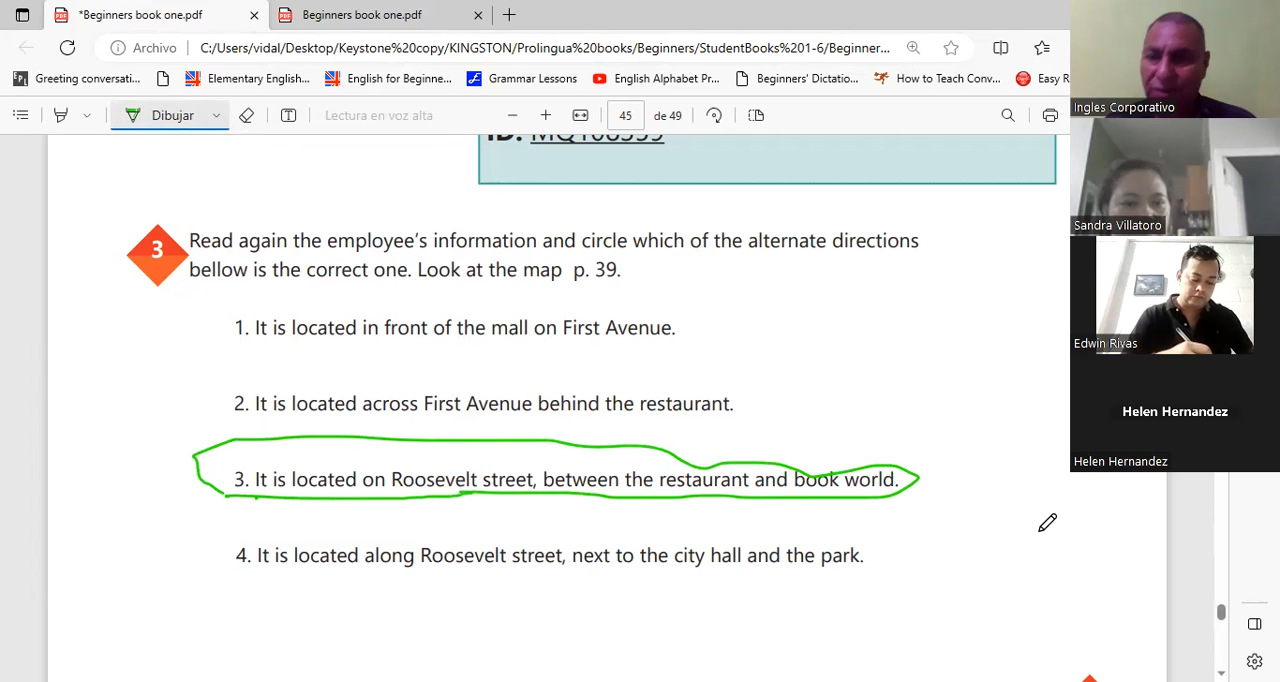 *Beginners book one.pdf
Beginners book one.pdf
Archivo
C:/Users/vidal/Desktop/Keystone%20copy/KINGSTON/Prolingua%20books/Beginners/StudentBooks%201-6/Beginner...
Greeting conversati...
Elementary English...
English for Beginne...
Grammar Lessons
English Alphabet Pr...
Beginners' Dictatio...
How to Teach Conv...
Easy R
Dibujar
Lectura en voz alta
45
de 49
ID: MQ108559
3
Read again the employee's information and circle which of the alternate directions
bellow is the correct one. Look at the map p. 39.
1. It is located in front of the mall on First Avenue.
2. It is located across First Avenue behind the restaurant.
3. It is located on Roosevelt street, between the restaurant and book world.
4. It is located along Roosevelt street, next to the city hall and the park.
Ingles Corporativo
Sandra Villatoro
Edwin Rivas
Helen Hernandez
Helen Hernandez